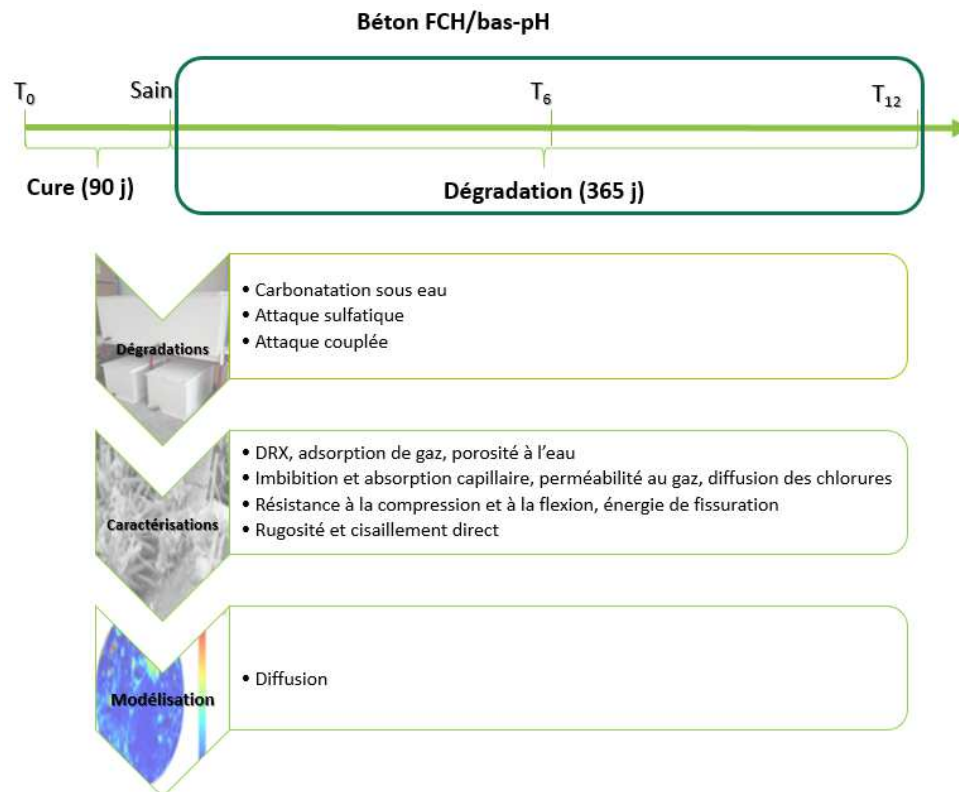 Béton FCH/bas-pH
T0 Sain T6 T12
Cure (90 j)
Dégradation (365 j)
Dégradations
• Carbonatation sous eau
• Attaque sulfatique
• Attaque couplée
Caractérisations
• DRX, adsorption de gaz, porosité à l'eau
• Imbibition et absorption capillaire, perméabilité au gaz, diffusion des chlorures
• Résistance à la compression et à la flexion, énergie de fissuration
• Rugosité et cisaillement direct
Modélisation
• Diffusion